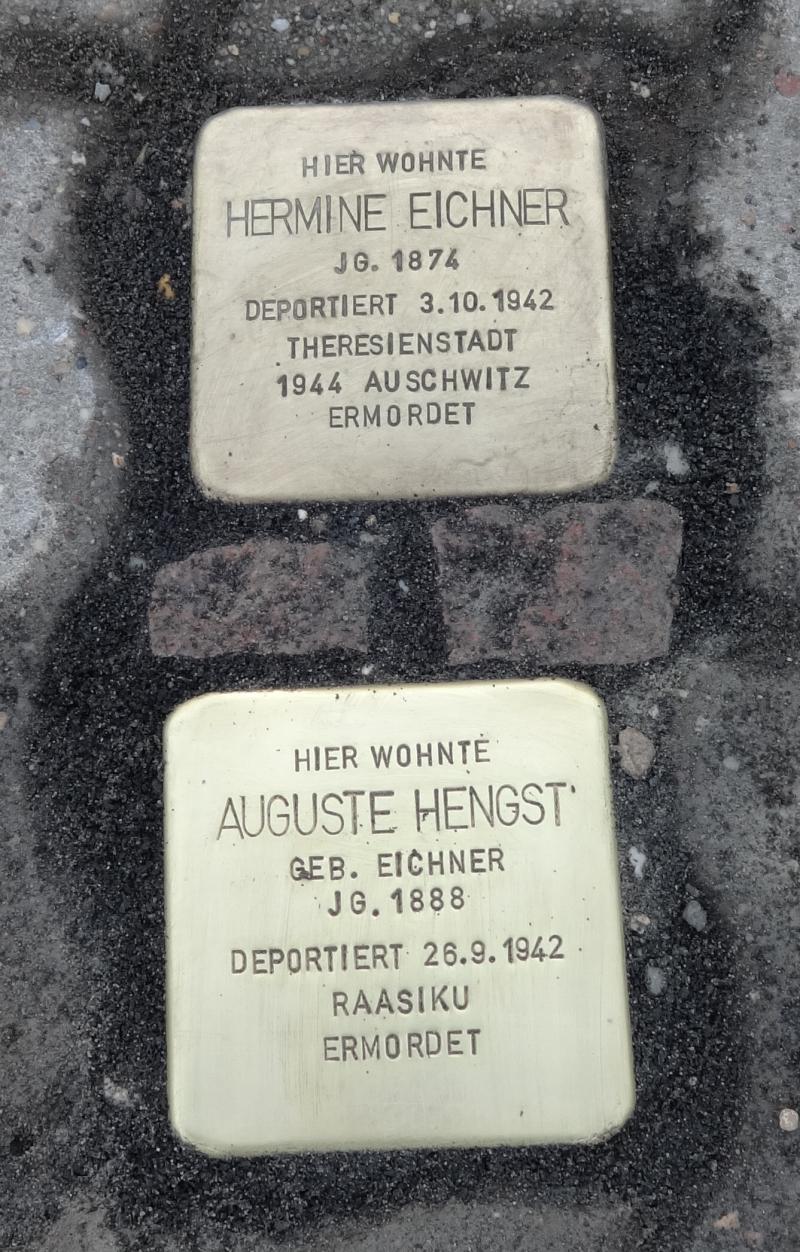 HIER WOHNTE
HERMINE EICHNER
JG. 1874
DEPORTIERT 3.10.1942
THERESIENSTADT
1944 AUSCHWITZ
ERMORDET
HIER WOHNTE
AUGUSTE HENGST
GEB. EICHNER
JG. 1888
DEPORTIERT 26.9.1942
RAASIKU
ERMORDET